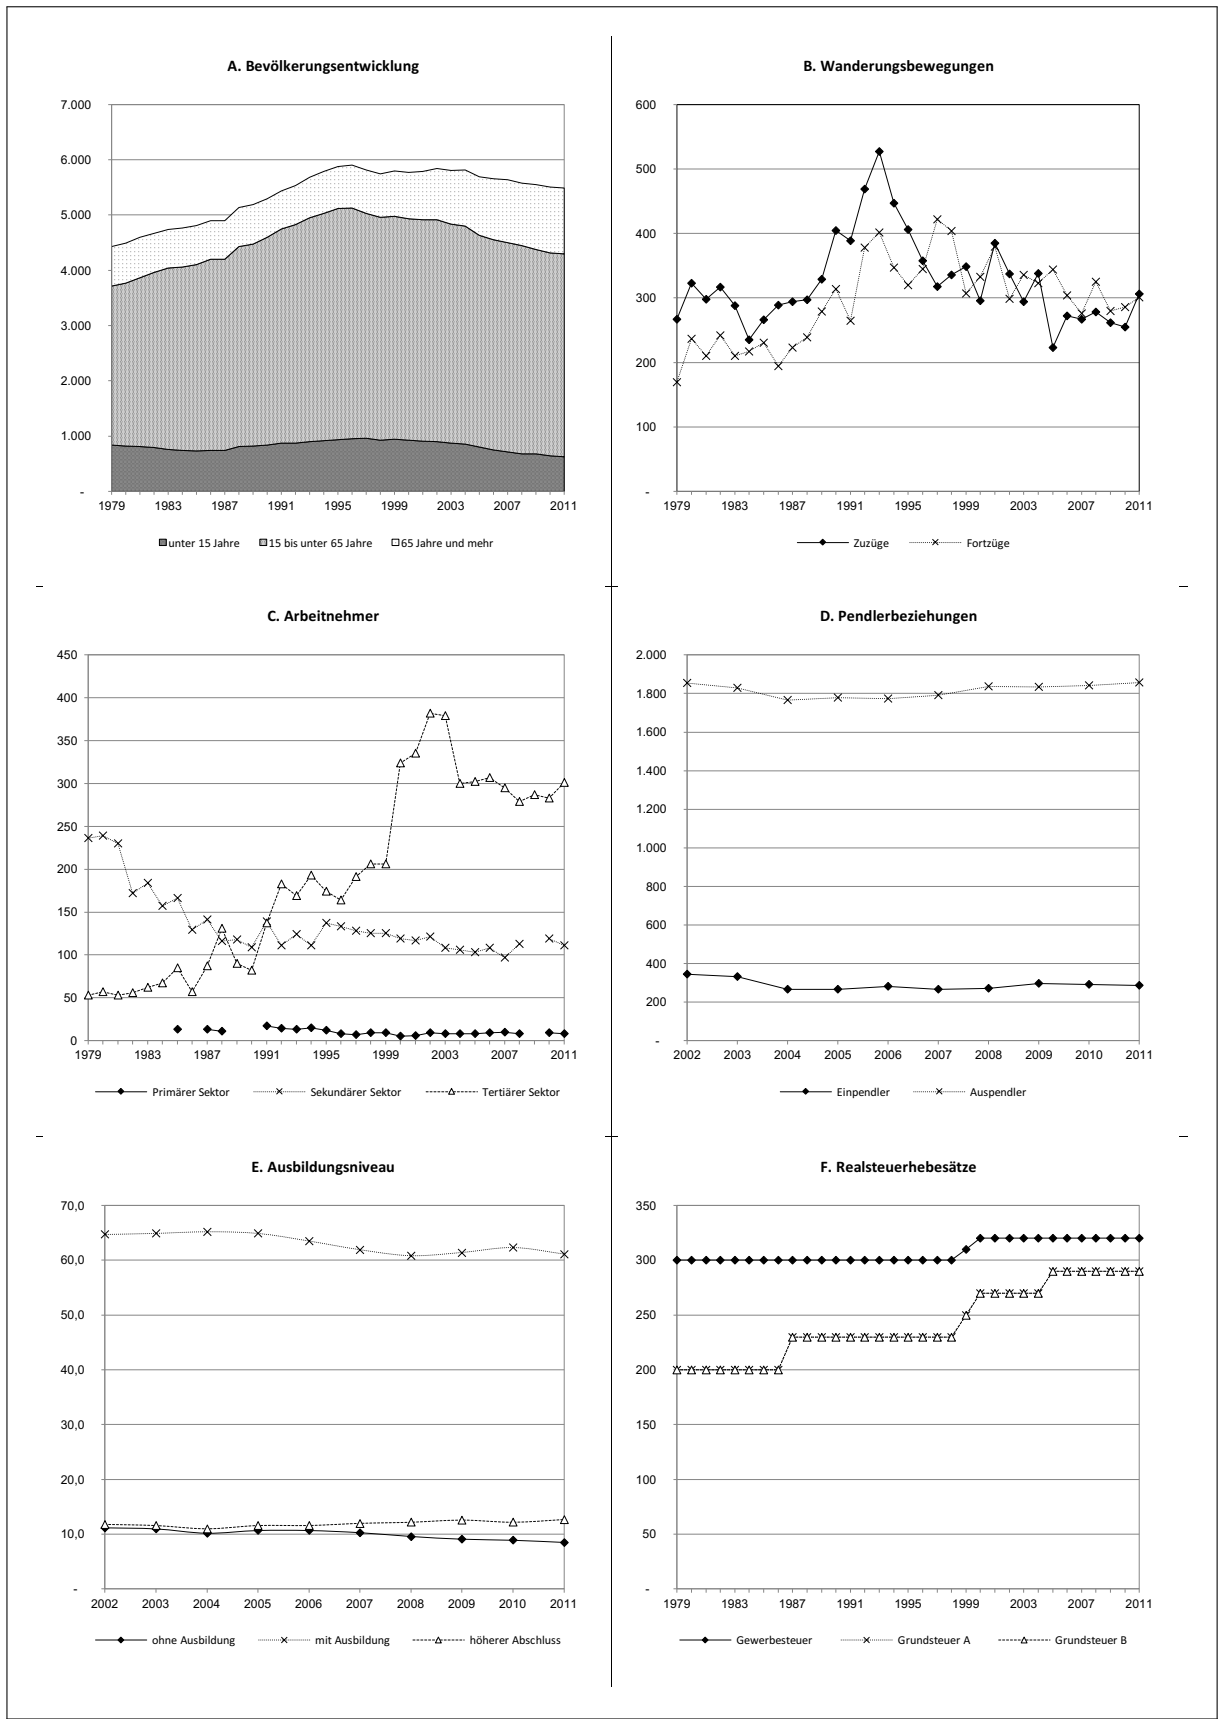 A. Bevölkerungsentwicklung
7.000
6.000
5.000
4.000
3.000
2.000
1.000
-
1979 1983 1987 1991 1995 1999 2003 2007 2011
unter 15 Jahre 15 bis unter 65 Jahre 65 Jahre und mehr
B. Wanderungsbewegungen
600
500
400
300
200
100
-
1979 1983 1987 1991 1995 1999 2003 2007 2011
Zuzüge Fortzüge
C. Arbeitnehmer
450
400
350
300
250
200
150
100
50
0
1979 1983 1987 1991 1995 1999 2003 2007 2011
Primärer Sektor Sekundärer Sektor Tertiärer Sektor
D. Pendlerbeziehungen
2.000
1.800
1.600
1.400
1.200
1.000
800
600
400
200
-
2002 2003 2004 2005 2006 2007 2008 2009 2010 2011
Einpendler Auspendler
E. Ausbildungsniveau
70,0
60,0
50,0
40,0
30,0
20,0
10,0
-
2002 2003 2004 2005 2006 2007 2008 2009 2010 2011
ohne Ausbildung mit Ausbildung höherer Abschluss
F. Realsteuerhebesätze
350
300
250
200
150
100
50
-
1979 1983 1987 1991 1995 1999 2003 2007 2011
Gewerbesteuer Grundsteuer A Grundsteuer B